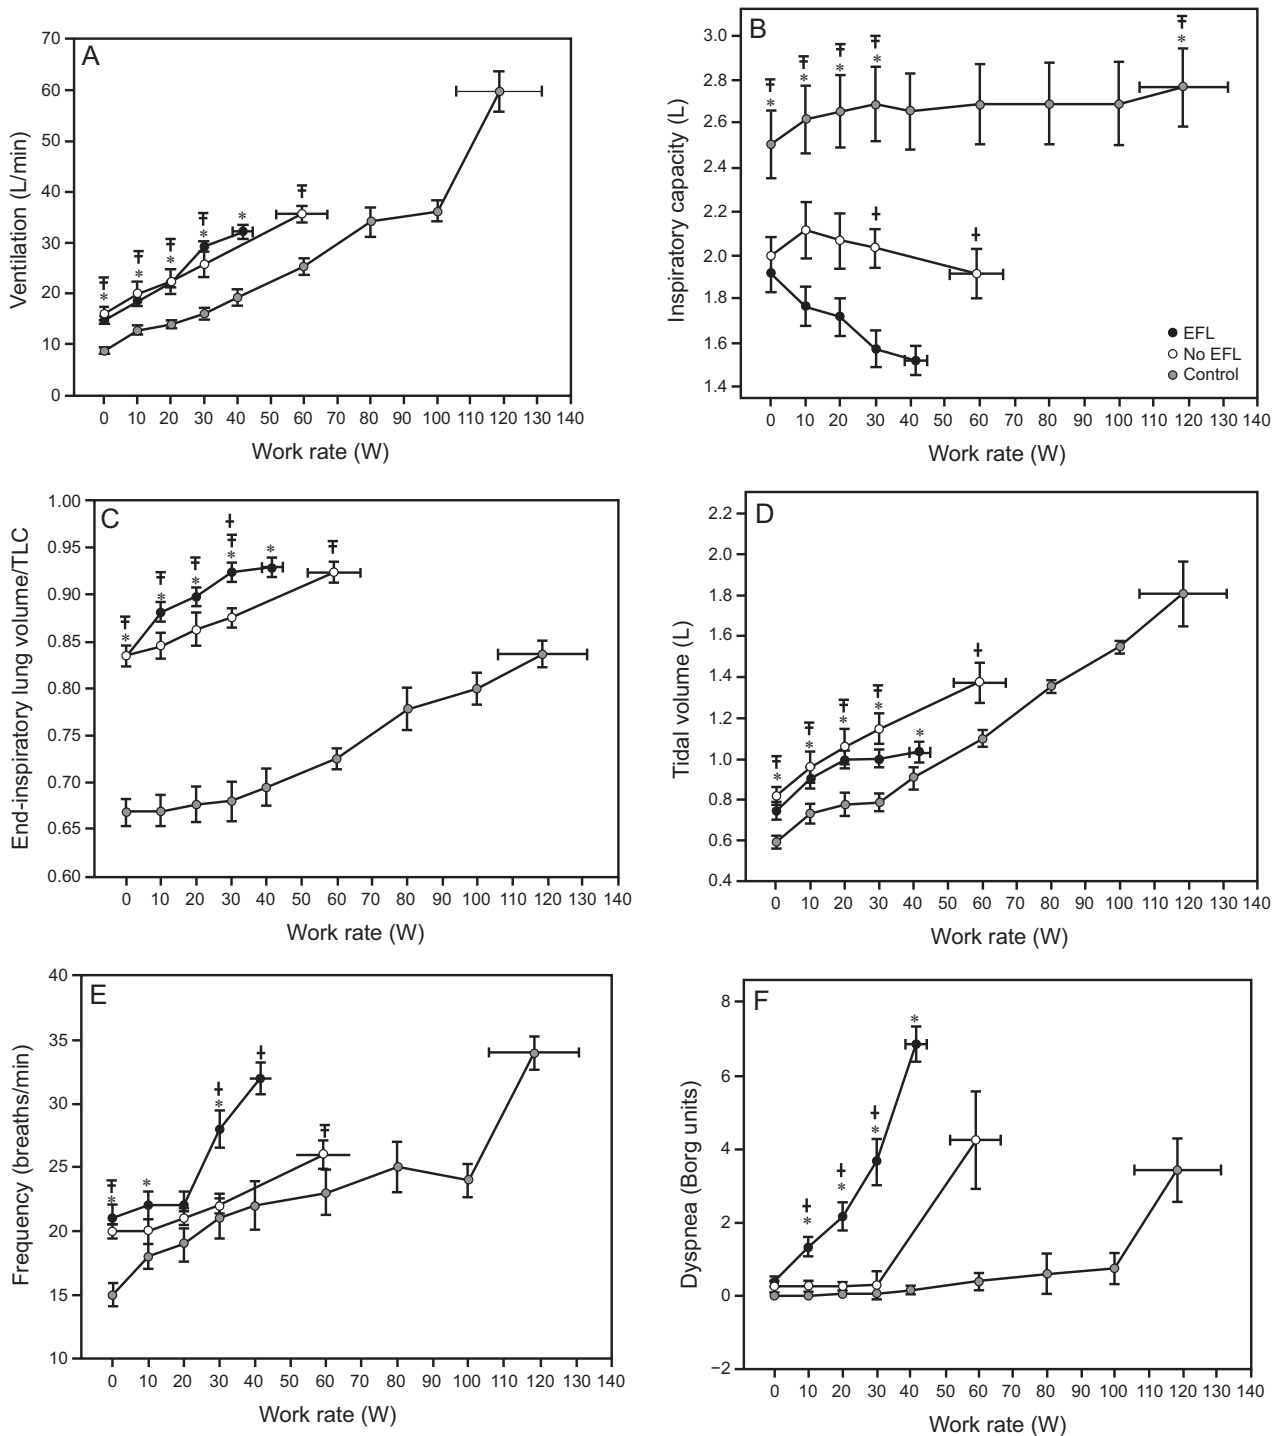 A
70
60
50
40
30
20
10
0
Ventilation (L/min)
Ŧ
*
Ŧ
*
Ŧ
*
Ŧ
*
*
Ŧ
0 10 20 30 40 50 60 70 80 90 100 110 120 130 140
Work rate (W)
B
3.0
2.8
2.6
2.4
2.2
2.0
1.8
1.6
1.4
Inspiratory capacity (L)
Ŧ
*
Ŧ
*
Ŧ
*
Ŧ
*
Ŧ
*
†
†
EFL
No EFL
Control
0 10 20 30 40 50 60 70 80 90 100 110 120 130 140
Work rate (W)
C
1.00
0.95
0.90
0.85
0.80
0.75
0.70
0.65
0.60
End-inspiratory lung volume/TLC
Ŧ
*
Ŧ
*
Ŧ
*
†
Ŧ
*
*
Ŧ
0 10 20 30 40 50 60 70 80 90 100 110 120 130 140
Work rate (W)
D
2.2
2.0
1.8
1.6
1.4
1.2
1.0
0.8
0.6
0.4
Tidal volume (L)
Ŧ
*
Ŧ
*
Ŧ
*
Ŧ
*
*
†
0 10 20 30 40 50 60 70 80 90 100 110 120 130 140
Work rate (W)
E
40
35
30
25
20
15
10
Frequency (breaths/min)
Ŧ
*
*
†
*
†
Ŧ
0 10 20 30 40 50 60 70 80 90 100 110 120 130 140
Work rate (W)
F
8
6
4
2
0
−2
Dyspnea (Borg units)
†
*
†
*
†
*
*
0 10 20 30 40 50 60 70 80 90 100 110 120 130 140
Work rate (W)